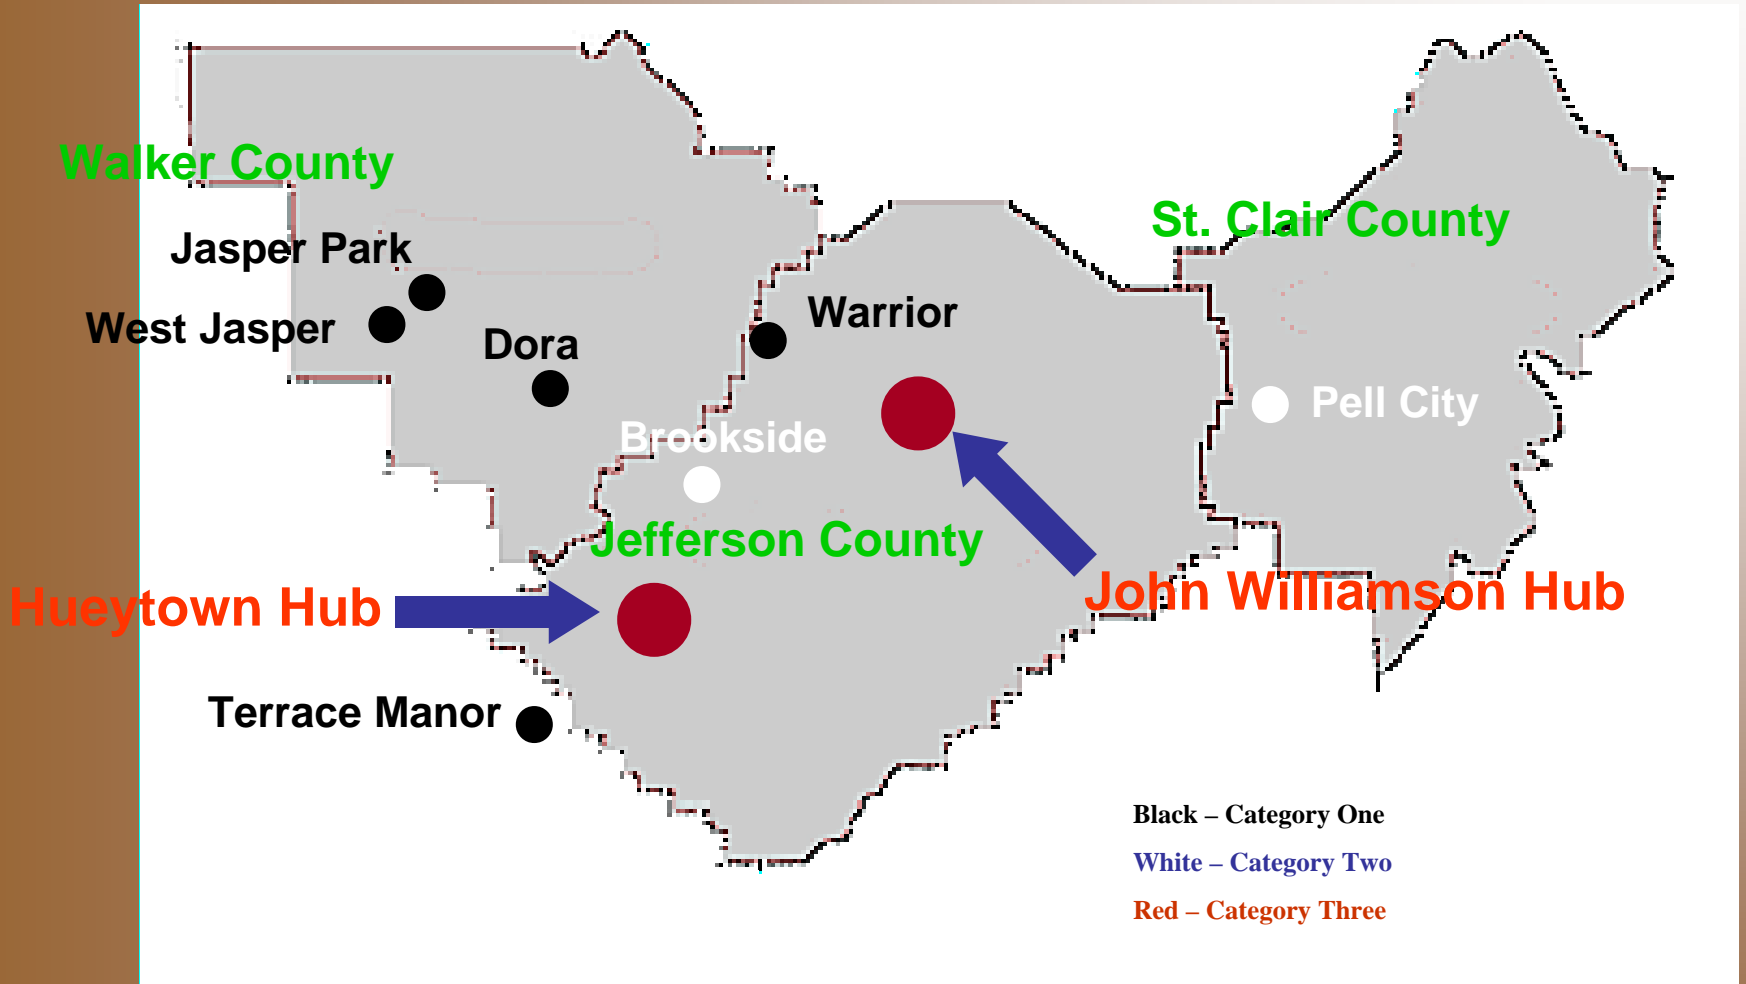 Walker County
St. Clair County
Jasper Park
Warrior
West Jasper
Dora
Pell City
Brookside
Jefferson County
John Williamson Hub
Hueytown Hub
Terrace Manor
Black – Category One
White – Category Two
Red – Category Three